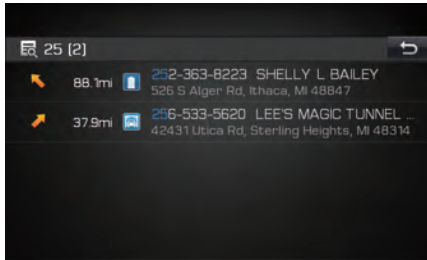 25 (2)
88.1mi 252-363-8223 SHELLY L BAILEY
526 S Alger Rd, Ithaca, MI 48847
37.9mi 256-533-5620 LEE'S MAGIC TUNNEL ...
42431 Utica Rd, Sterling Heights, MI 48314